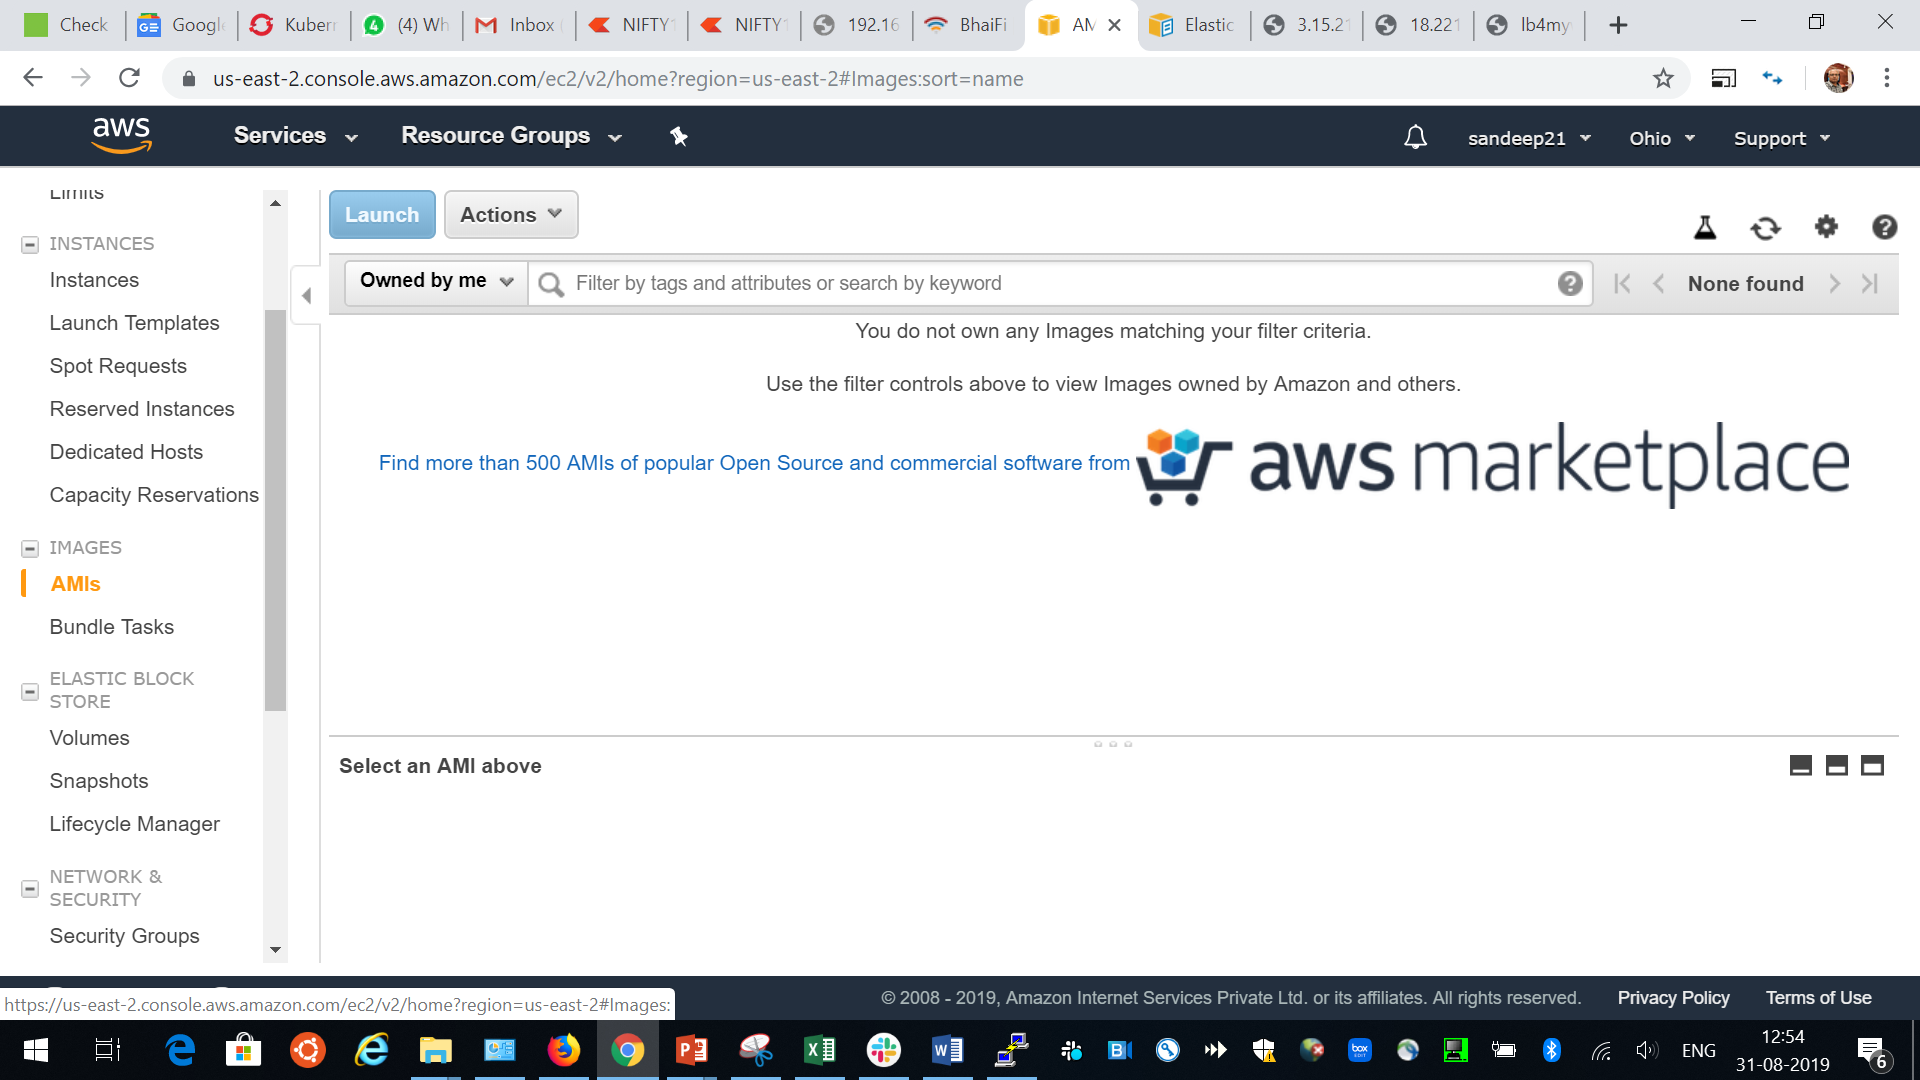 Check
Google
Kubern
(4) Wh
Inbox
NIFTY
NIFTY
192.16
BhaiFi
AM
Elastic
3.15.21
18.221
lb4my
us-east-2.console.aws.amazon.com/ec2/v2/home?region=us-east-2#Images:sort=name
aws
Services
Resource Groups
sandeep21
Ohio
Support
Limits
INSTANCES
Instances
Launch Templates
Spot Requests
Reserved Instances
Dedicated Hosts
Capacity Reservations
IMAGES
AMIs
Bundle Tasks
ELASTIC BLOCK
STORE
Volumes
Snapshots
Lifecycle Manager
NETWORK &
SECURITY
Security Groups
Launch
Actions
Owned by me
Filter by tags and attributes or search by keyword
None found
You do not own any Images matching your filter criteria.
Use the filter controls above to view Images owned by Amazon and others.
Find more than 500 AMIs of popular Open Source and commercial software from aws marketplace
Select an AMI above
https://us-east-2.console.aws.amazon.com/ec2/v2/home?region=us-east-2#Images:
© 2008 - 2019, Amazon Internet Services Private Ltd. or its affiliates. All rights reserved.
Privacy Policy
Terms of Use
ENG
12:54
31-08-2019
6